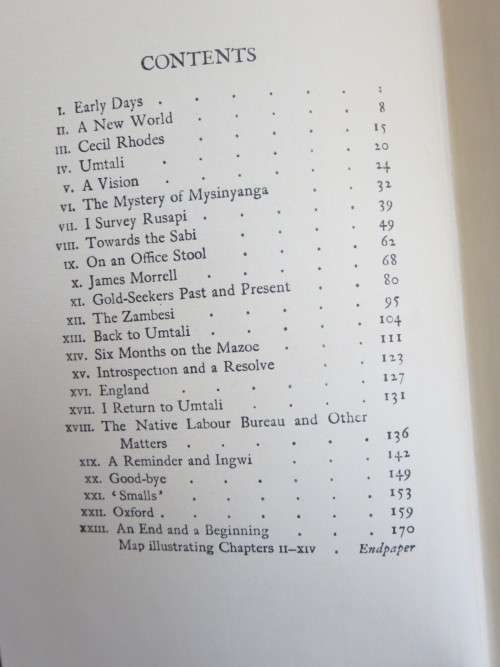 CONTENTS
I. Early Days . . . . . . 1
II. A New World . . . . . 8
III. Cecil Rhodes . . . . . 15
IV. Umtali . . . . . . 20
V. A Vision . . . . . . 24
VI. The Mystery of Mysinyanga . . 32
VII. I Survey Rusapi . . . . . 39
VIII. Towards the Sabi . . . . 49
IX. On an Office Stool . . . . 62
X. James Morrell . . . . . 68
XI. Gold-Seekers Past and Present . . 80
XII. The Zambesi . . . . . 95
XIII. Back to Umtali . . . . . 104
XIV. Six Months on the Mazoe . . . 111
XV. Introspection and a Resolve . . . 123
XVI. England . . . . . . 127
XVII. I Return to Umtali . . . . 131
XVIII. The Native Labour Bureau and Other
Matters . . . . . . 136
XIX. A Reminder and Ingwi . . . 142
XX. Good-bye . . . . . . 149
XXI. ‘Smalls’ . . . . . . 153
XXII. Oxford . . . . . . . 159
XXIII. An End and a Beginning . . . 170
Map illustrating Chapters II–XIV . Endpaper